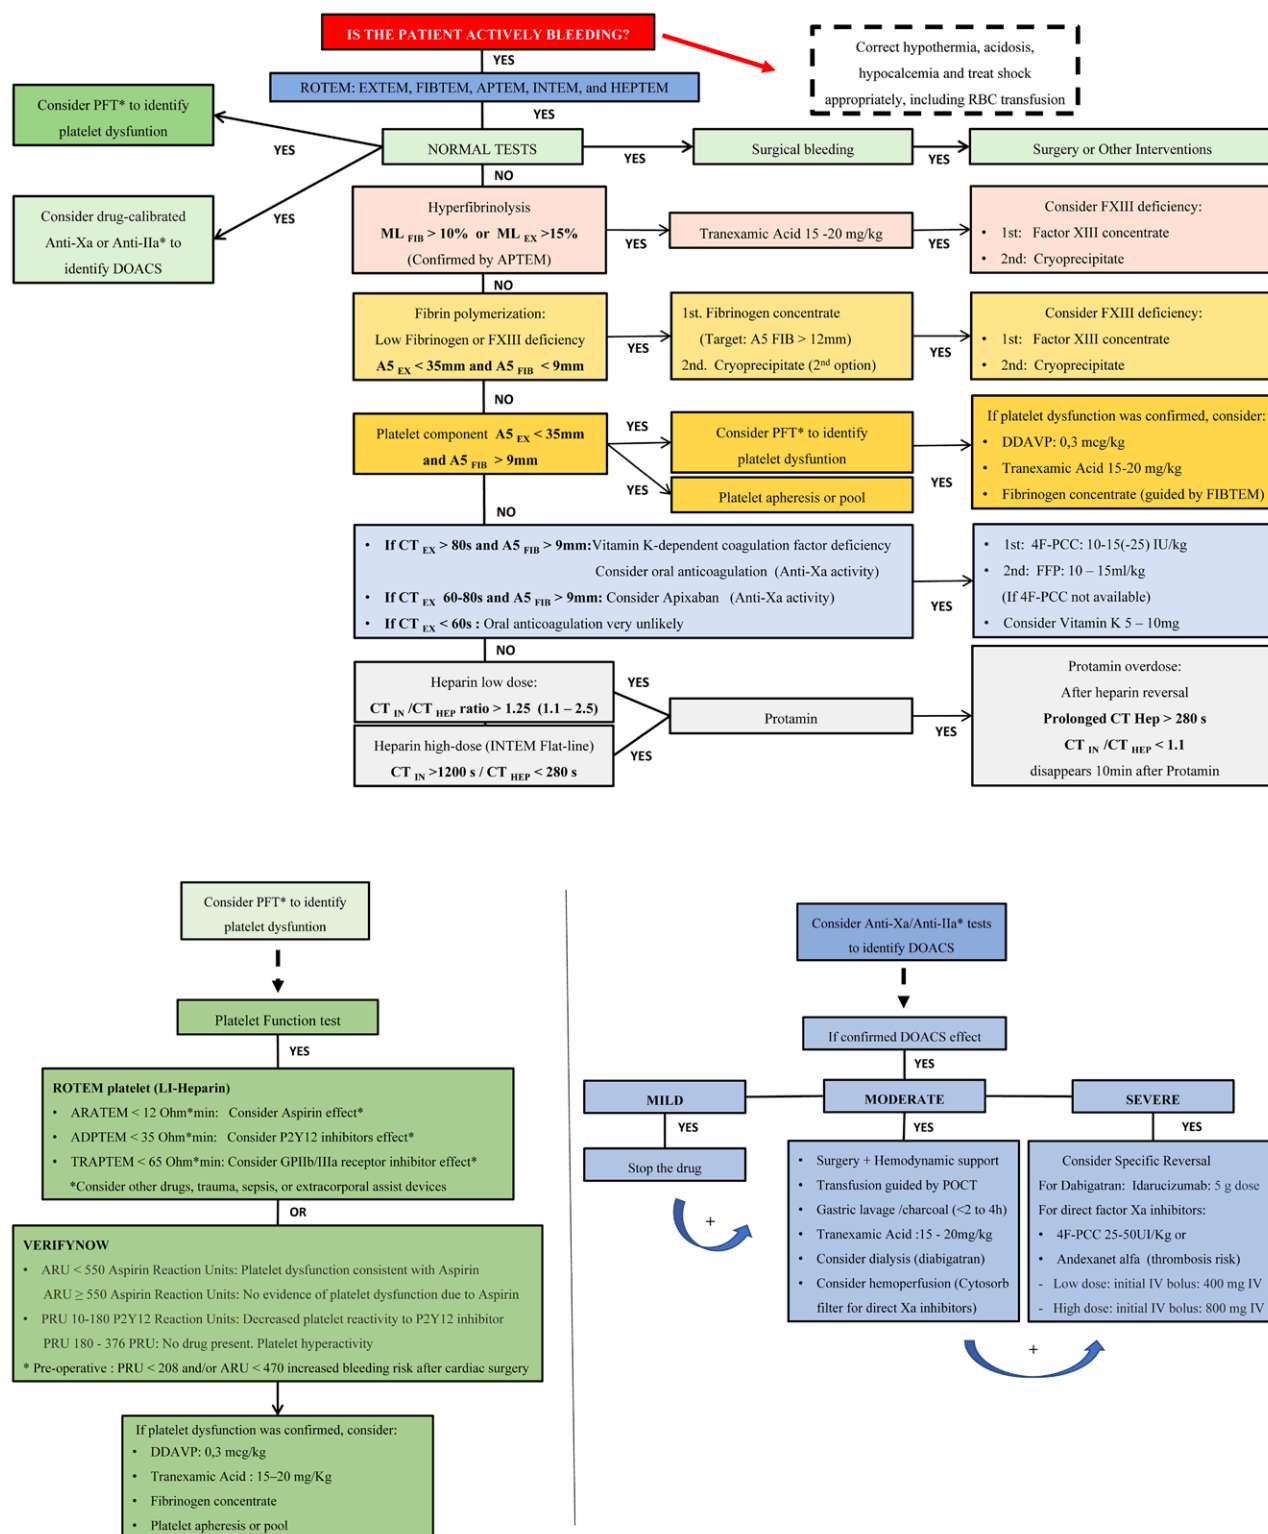 IS THE PATIENT ACTIVELY BLEEDING?
Correct hypothermia, acidosis,
hypocalcemia and treat shock
appropriately, including RBC transfusion
YES
ROTEM: EXTEM, FIBTEM, APTEM, INTEM, and HEPTEM
YES
Consider PFT* to identify
platelet dysfuntion
YES
NORMAL TESTS
YES
Surgical bleeding
YES
Surgery or Other Interventions
YES
Consider drug-calibrated
Anti-Xa or Anti-IIa* to
identify DOACS
NO
Hyperfibrinolysis
ML FIB > 10% or ML EX >15%
(Confirmed by APTEM)
YES
Tranexamic Acid 15 -20 mg/kg
YES
Consider FXIII deficiency:
• 1st: Factor XIII concentrate
• 2nd: Cryoprecipitate
NO
Fibrin polymerization:
Low Fibrinogen or FXIII deficiency
A5 EX < 35mm and A5 FIB < 9mm
YES
1st. Fibrinogen concentrate
(Target: A5 FIB > 12mm)
2nd. Cryoprecipitate (2nd option)
YES
Consider FXIII deficiency:
• 1st: Factor XIII concentrate
• 2nd: Cryoprecipitate
NO
Platelet component A5 EX < 35mm
and A5 FIB > 9mm
YES
Consider PFT* to identify
platelet dysfuntion
YES
Platelet apheresis or pool
YES
If platelet dysfunction was confirmed, consider:
• DDAVP: 0,3 mcg/kg
• Tranexamic Acid 15-20 mg/kg
• Fibrinogen concentrate (guided by FIBTEM)
NO
• If CT EX > 80s and A5 FIB > 9mm:Vitamin K-dependent coagulation factor deficiency
Consider oral anticoagulation (Anti-Xa activity)
• If CT EX 60-80s and A5 FIB > 9mm: Consider Apixaban (Anti-Xa activity)
• If CT EX < 60s : Oral anticoagulation very unlikely
YES
• 1st: 4F-PCC: 10-15(-25) IU/kg
• 2nd: FFP: 10 – 15ml/kg
(If 4F-PCC not available)
• Consider Vitamin K 5 – 10mg
NO
Heparin low dose:
CT IN /CT HEP ratio > 1.25 (1.1 – 2.5)
YES
Heparin high-dose (INTEM Flat-line)
CT IN >1200 s / CT HEP < 280 s
YES
Protamin
YES
Protamin overdose:
After heparin reversal
Prolonged CT Hep > 280 s
CT IN /CT HEP < 1.1
disappears 10min after Protamin
Consider PFT* to identify
platelet dysfuntion
Platelet Function test
YES
ROTEM platelet (LI-Heparin)
• ARATEM < 12 Ohm*min: Consider Aspirin effect*
• ADPTEM < 35 Ohm*min: Consider P2Y12 inhibitors effect*
• TRAPTEM < 65 Ohm*min: Consider GPIIb/IIIa receptor inhibitor effect*
*Consider other drugs, trauma, sepsis, or extracorporal assist devices
OR
VERIFYNOW
• ARU < 550 Aspirin Reaction Units: Platelet dysfunction consistent with Aspirin
ARU ≥ 550 Aspirin Reaction Units: No evidence of platelet dysfunction due to Aspirin
• PRU 10-180 P2Y12 Reaction Units: Decreased platelet reactivity to P2Y12 inhibitor
PRU 180 - 376 PRU: No drug present. Platelet hyperactivity
* Pre-operative : PRU < 208 and/or ARU < 470 increased bleeding risk after cardiac surgery
If platelet dysfunction was confirmed, consider:
• DDAVP: 0,3 mcg/kg
• Tranexamic Acid : 15–20 mg/Kg
• Fibrinogen concentrate
• Platelet apheresis or pool
Consider Anti-Xa/Anti-IIa* tests
to identify DOACS
If confirmed DOACS effect
YES
MILD
YES
Stop the drug
+
MODERATE
YES
• Surgery + Hemodynamic support
• Transfusion guided by POCT
• Gastric lavage /charcoal (<2 to 4h)
• Tranexamic Acid :15 - 20mg/kg
• Consider dialysis (diabigatran)
• Consider hemoperfusion (Cytosorb
filter for direct Xa inhibitors)
+
SEVERE
YES
Consider Specific Reversal
For Dabigatran: Idarucizumab: 5 g dose
For direct factor Xa inhibitors:
• 4F-PCC 25-50UI/Kg or
• Andexanet alfa (thrombosis risk)
- Low dose: initial IV bolus: 400 mg IV
- High dose: initial IV bolus: 800 mg IV